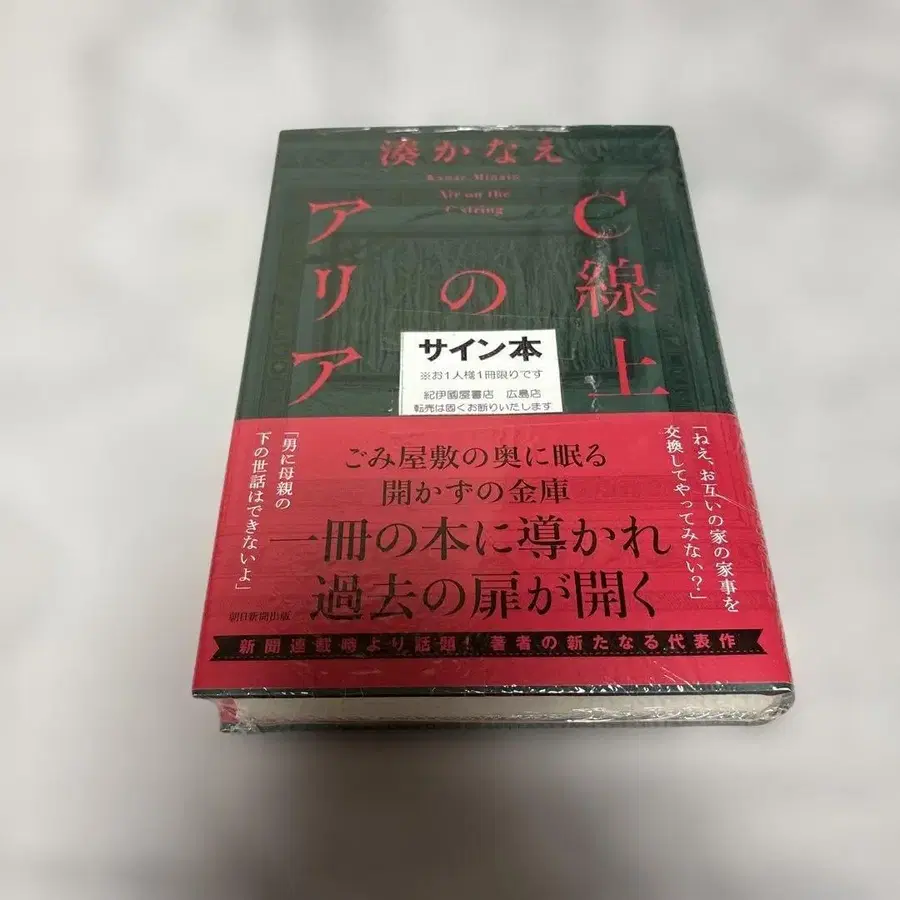 湊かなえ
Kanae Minato
Air on the
C string
C線上
の
アリア
サイン本
※お1人様1冊限りです
紀伊國屋書店 広島店
転売は固くお断りいたします
「ねえ、お互いの家の家事を
交換してやってみない?」
ごみ屋敷の奥に眠る
開かずの金庫
一冊の本に導かれ
過去の扉が開く
「男に母親の
下の世話はできないよ」
朝日新聞出版
新聞連載時より話題!著者の新たなる代表作